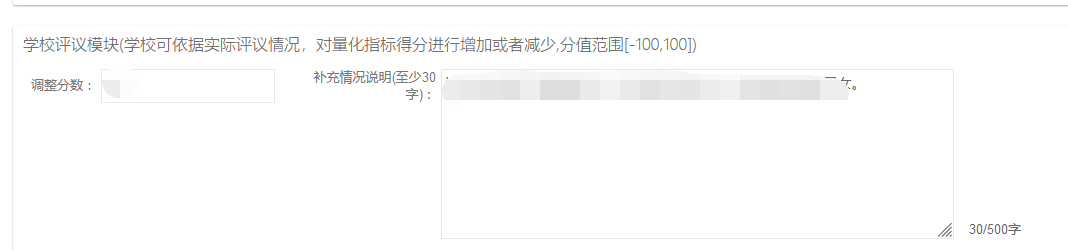 学校评议模块(学校可依据实际评议情况，对量化指标得分进行增加或者减少,分值范围[-100,100])
调整分数：
补充情况说明(至少30
字)：
30/500字